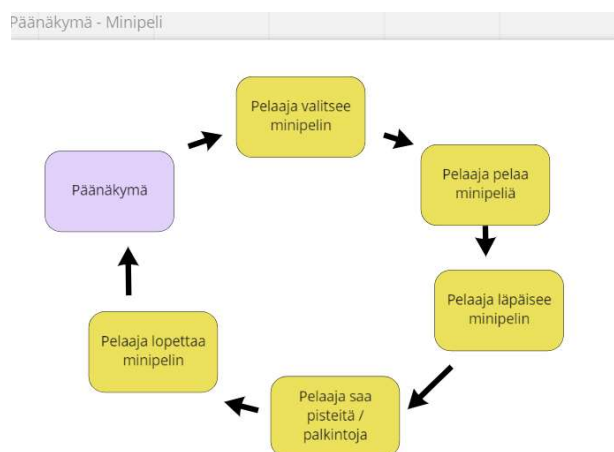 Päänäkymä - Minipeli
Pelaaja valitsee
minipelin
Päänäkymä
Pelaaja pelaa
minipeliä
Pelaaja läpäisee
minipelin
Pelaaja lopettaa
minipelin
Pelaaja saa
pisteitä /
palkintoja